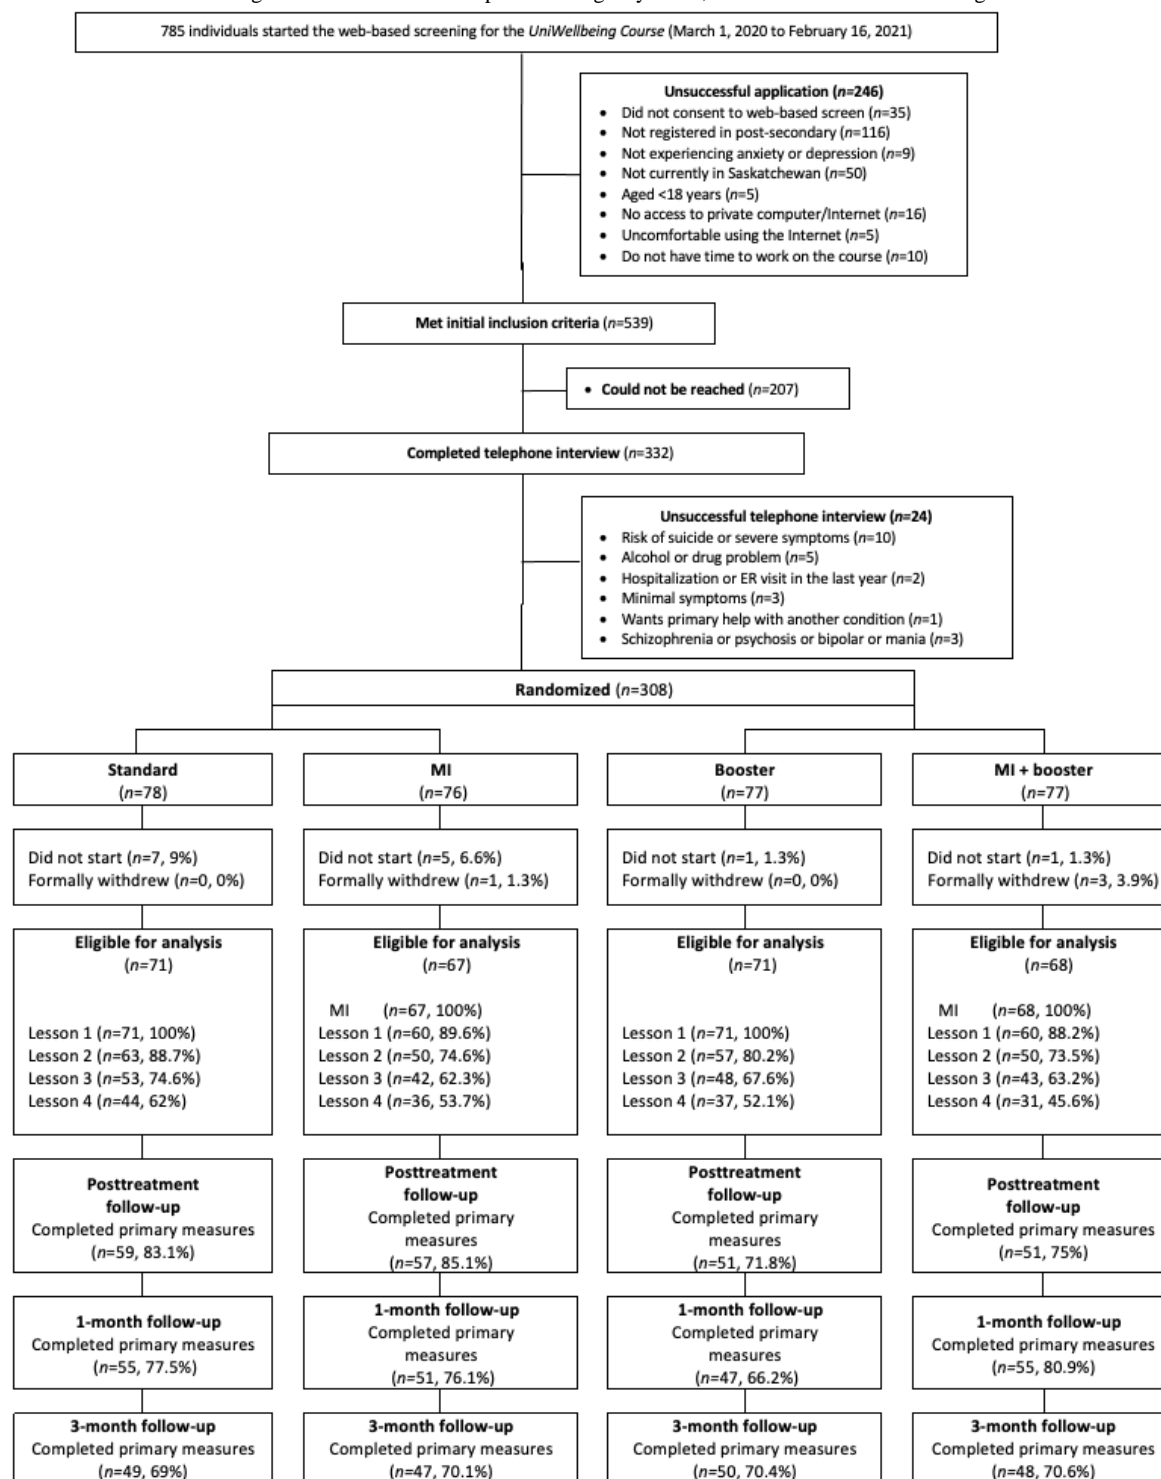 785 individuals started the web-based screening for the UniWellbeing Course (March 1, 2020 to February 16, 2021)
Unsuccessful application (n=246)
• Did not consent to web-based screen (n=35)
• Not registered in post-secondary (n=116)
• Not experiencing anxiety or depression (n=9)
• Not currently in Saskatchewan (n=50)
• Aged <18 years (n=5)
• No access to private computer/Internet (n=16)
• Uncomfortable using the Internet (n=5)
• Do not have time to work on the course (n=10)
Met initial inclusion criteria (n=539)
• Could not be reached (n=207)
Completed telephone interview (n=332)
Unsuccessful telephone interview (n=24)
• Risk of suicide or severe symptoms (n=10)
• Alcohol or drug problem (n=5)
• Hospitalization or ER visit in the last year (n=2)
• Minimal symptoms (n=3)
• Wants primary help with another condition (n=1)
• Schizophrenia or psychosis or bipolar or mania (n=3)
Randomized (n=308)
Standard
(n=78)
MI
(n=76)
Booster
(n=77)
MI + booster
(n=77)
Did not start (n=7, 9%)
Formally withdrew (n=0, 0%)
Did not start (n=5, 6.6%)
Formally withdrew (n=1, 1.3%)
Did not start (n=1, 1.3%)
Formally withdrew (n=0, 0%)
Did not start (n=1, 1.3%)
Formally withdrew (n=3, 3.9%)
Eligible for analysis
(n=71)
Lesson 1 (n=71, 100%)
Lesson 2 (n=63, 88.7%)
Lesson 3 (n=53, 74.6%)
Lesson 4 (n=44, 62%)
Eligible for analysis
(n=67)
MI (n=67, 100%)
Lesson 1 (n=60, 89.6%)
Lesson 2 (n=50, 74.6%)
Lesson 3 (n=42, 62.3%)
Lesson 4 (n=36, 53.7%)
Eligible for analysis
(n=71)
Lesson 1 (n=71, 100%)
Lesson 2 (n=57, 80.2%)
Lesson 3 (n=48, 67.6%)
Lesson 4 (n=37, 52.1%)
Eligible for analysis
(n=68)
MI (n=68, 100%)
Lesson 1 (n=60, 88.2%)
Lesson 2 (n=50, 73.5%)
Lesson 3 (n=43, 63.2%)
Lesson 4 (n=31, 45.6%)
Posttreatment
follow-up
Completed primary measures
(n=59, 83.1%)
Posttreatment
follow-up
Completed primary
measures
(n=57, 85.1%)
Posttreatment
follow-up
Completed primary
measures
(n=51, 71.8%)
Posttreatment
follow-up
Completed primary measures
(n=51, 75%)
1-month follow-up
Completed primary measures
(n=55, 77.5%)
1-month follow-up
Completed primary
measures
(n=51, 76.1%)
1-month follow-up
Completed primary
measures
(n=47, 66.2%)
1-month follow-up
Completed primary measures
(n=55, 80.9%)
3-month follow-up
Completed primary measures
(n=49, 69%)
3-month follow-up
Completed primary measures
(n=47, 70.1%)
3-month follow-up
Completed primary measures
(n=50, 70.4%)
3-month follow-up
Completed primary measures
(n=48, 70.6%)